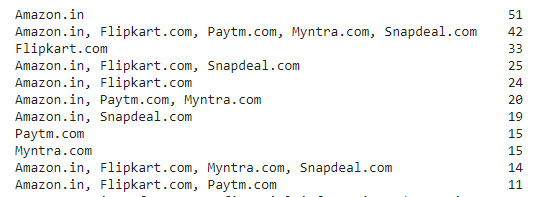 Amazon.in 51
Amazon.in, Flipkart.com, Paytm.com, Myntra.com, Snapdeal.com 42
Flipkart.com 33
Amazon.in, Flipkart.com, Snapdeal.com 25
Amazon.in, Flipkart.com 24
Amazon.in, Paytm.com, Myntra.com 20
Amazon.in, Snapdeal.com 19
Paytm.com 15
Myntra.com 15
Amazon.in, Flipkart.com, Myntra.com, Snapdeal.com 14
Amazon.in, Flipkart.com, Paytm.com 11